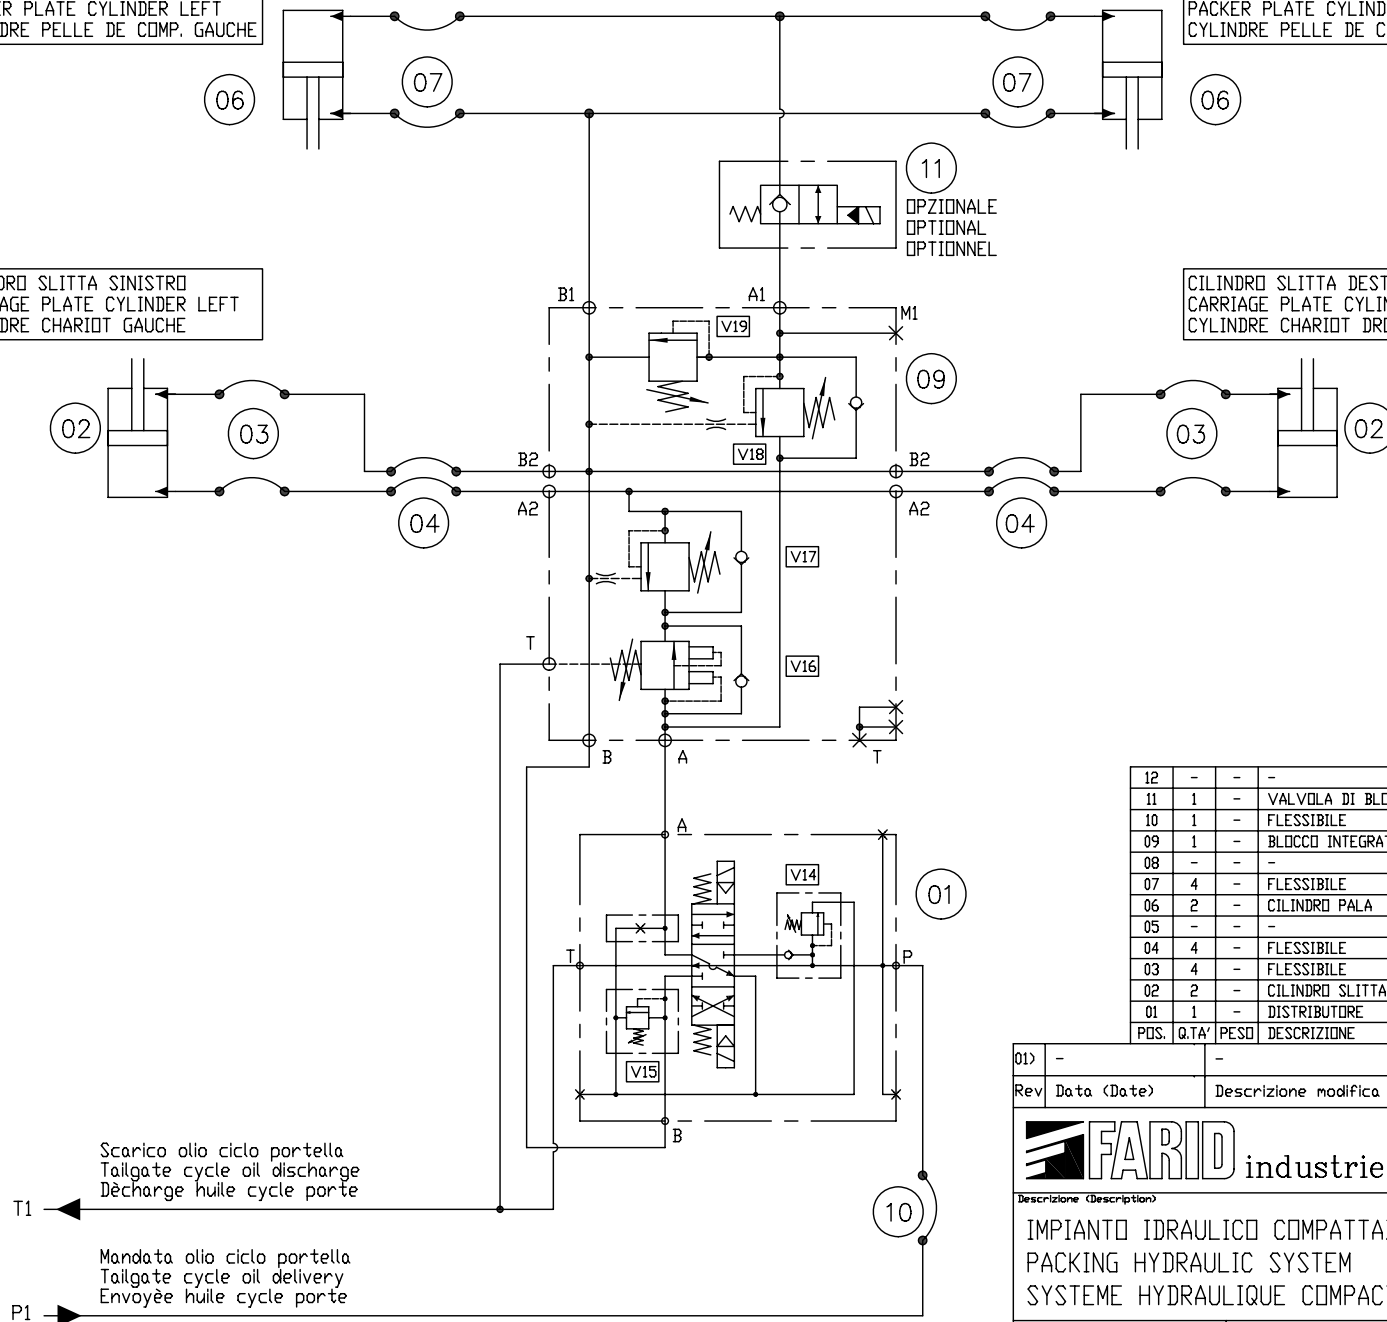 R PLATE CYLINDER LEFT
DRE PELLE DE COMP. GAUCHE
PACKER PLATE CYLIND
CYLINDRE PELLE DE C
06
07
07
06
11
OPZIONALE
OPTIONAL
OPTIONNEL
DRO SLITTA SINISTRO
AGE PLATE CYLINDER LEFT
DRE CHARIOT GAUCHE
CILINDRO SLITTA DEST
CARRIAGE PLATE CYLIN
CYLINDRE CHARIOT DRO
B1
A1
M1
V19
09
02
03
V18
03
02
B2
B2
A2
A2
04
04
V17
T
V16
B
A
T
A
V14
01
T
P
V15
B
12 - - -
11 1 - VALVOLA DI BLO
10 1 - FLESSIBILE
09 1 - BLOCCO INTEGRAT
08 - - -
07 4 - FLESSIBILE
06 2 - CILINDRO PALA
05 - - -
04 4 - FLESSIBILE
03 4 - FLESSIBILE
02 2 - CILINDRO SLITTA
01 1 - DISTRIBUTORE
POS. Q.TA' PESO DESCRIZIONE
01) - -
Rev Data (Date) Descrizione modifica
FARID industrie
Descrizione (Description)
IMPIANTO IDRAULICO COMPATTA
PACKING HYDRAULIC SYSTEM
SYSTEME HYDRAULIQUE COMPAC
Scarico olio ciclo portella
Tailgate cycle oil discharge
Dècharge huile cycle porte
T1
10
Mandata olio ciclo portella
Tailgate cycle oil delivery
Envoyèe huile cycle porte
P1